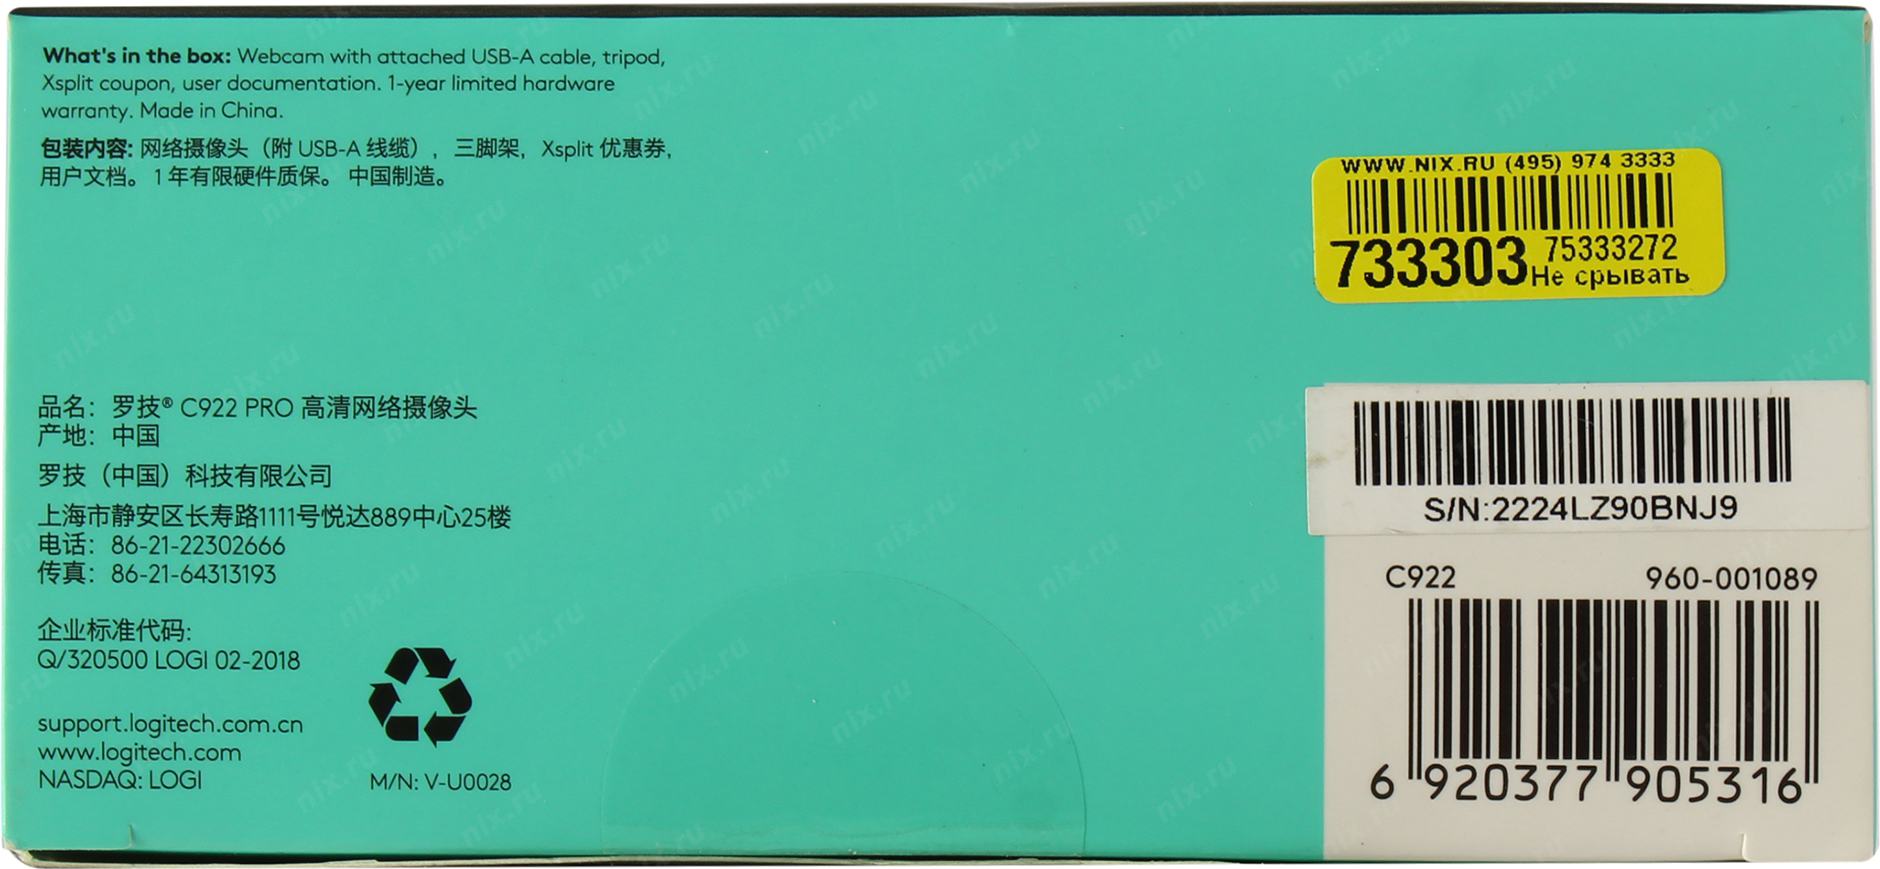 What's in the box: Webcam with attached USB-A cable, tripod,
Xsplit coupon, user documentation. 1-year limited hardware
warranty. Made in China.
包装内容: 网络摄像头（附 USB-A 线缆），三脚架，Xsplit 优惠券，
用户文档。 1 年有限硬件质保。 中国制造。
WWW.NIX.RU (495) 974 3333
733303 75333272
Не срывать
品名：罗技® C922 PRO 高清网络摄像头
产地：中国
罗技（中国）科技有限公司
上海市静安区长寿路1111号悦达889中心25楼
电话：86-21-22302666
传真：86-21-64313193
企业标准代码:
Q/320500 LOGI 02-2018
support.logitech.com.cn
www.logitech.com
NASDAQ: LOGI
M/N: V-U0028
S/N:2224LZ90BNJ9
C922 960-001089
6 920377 905316
nix.ru